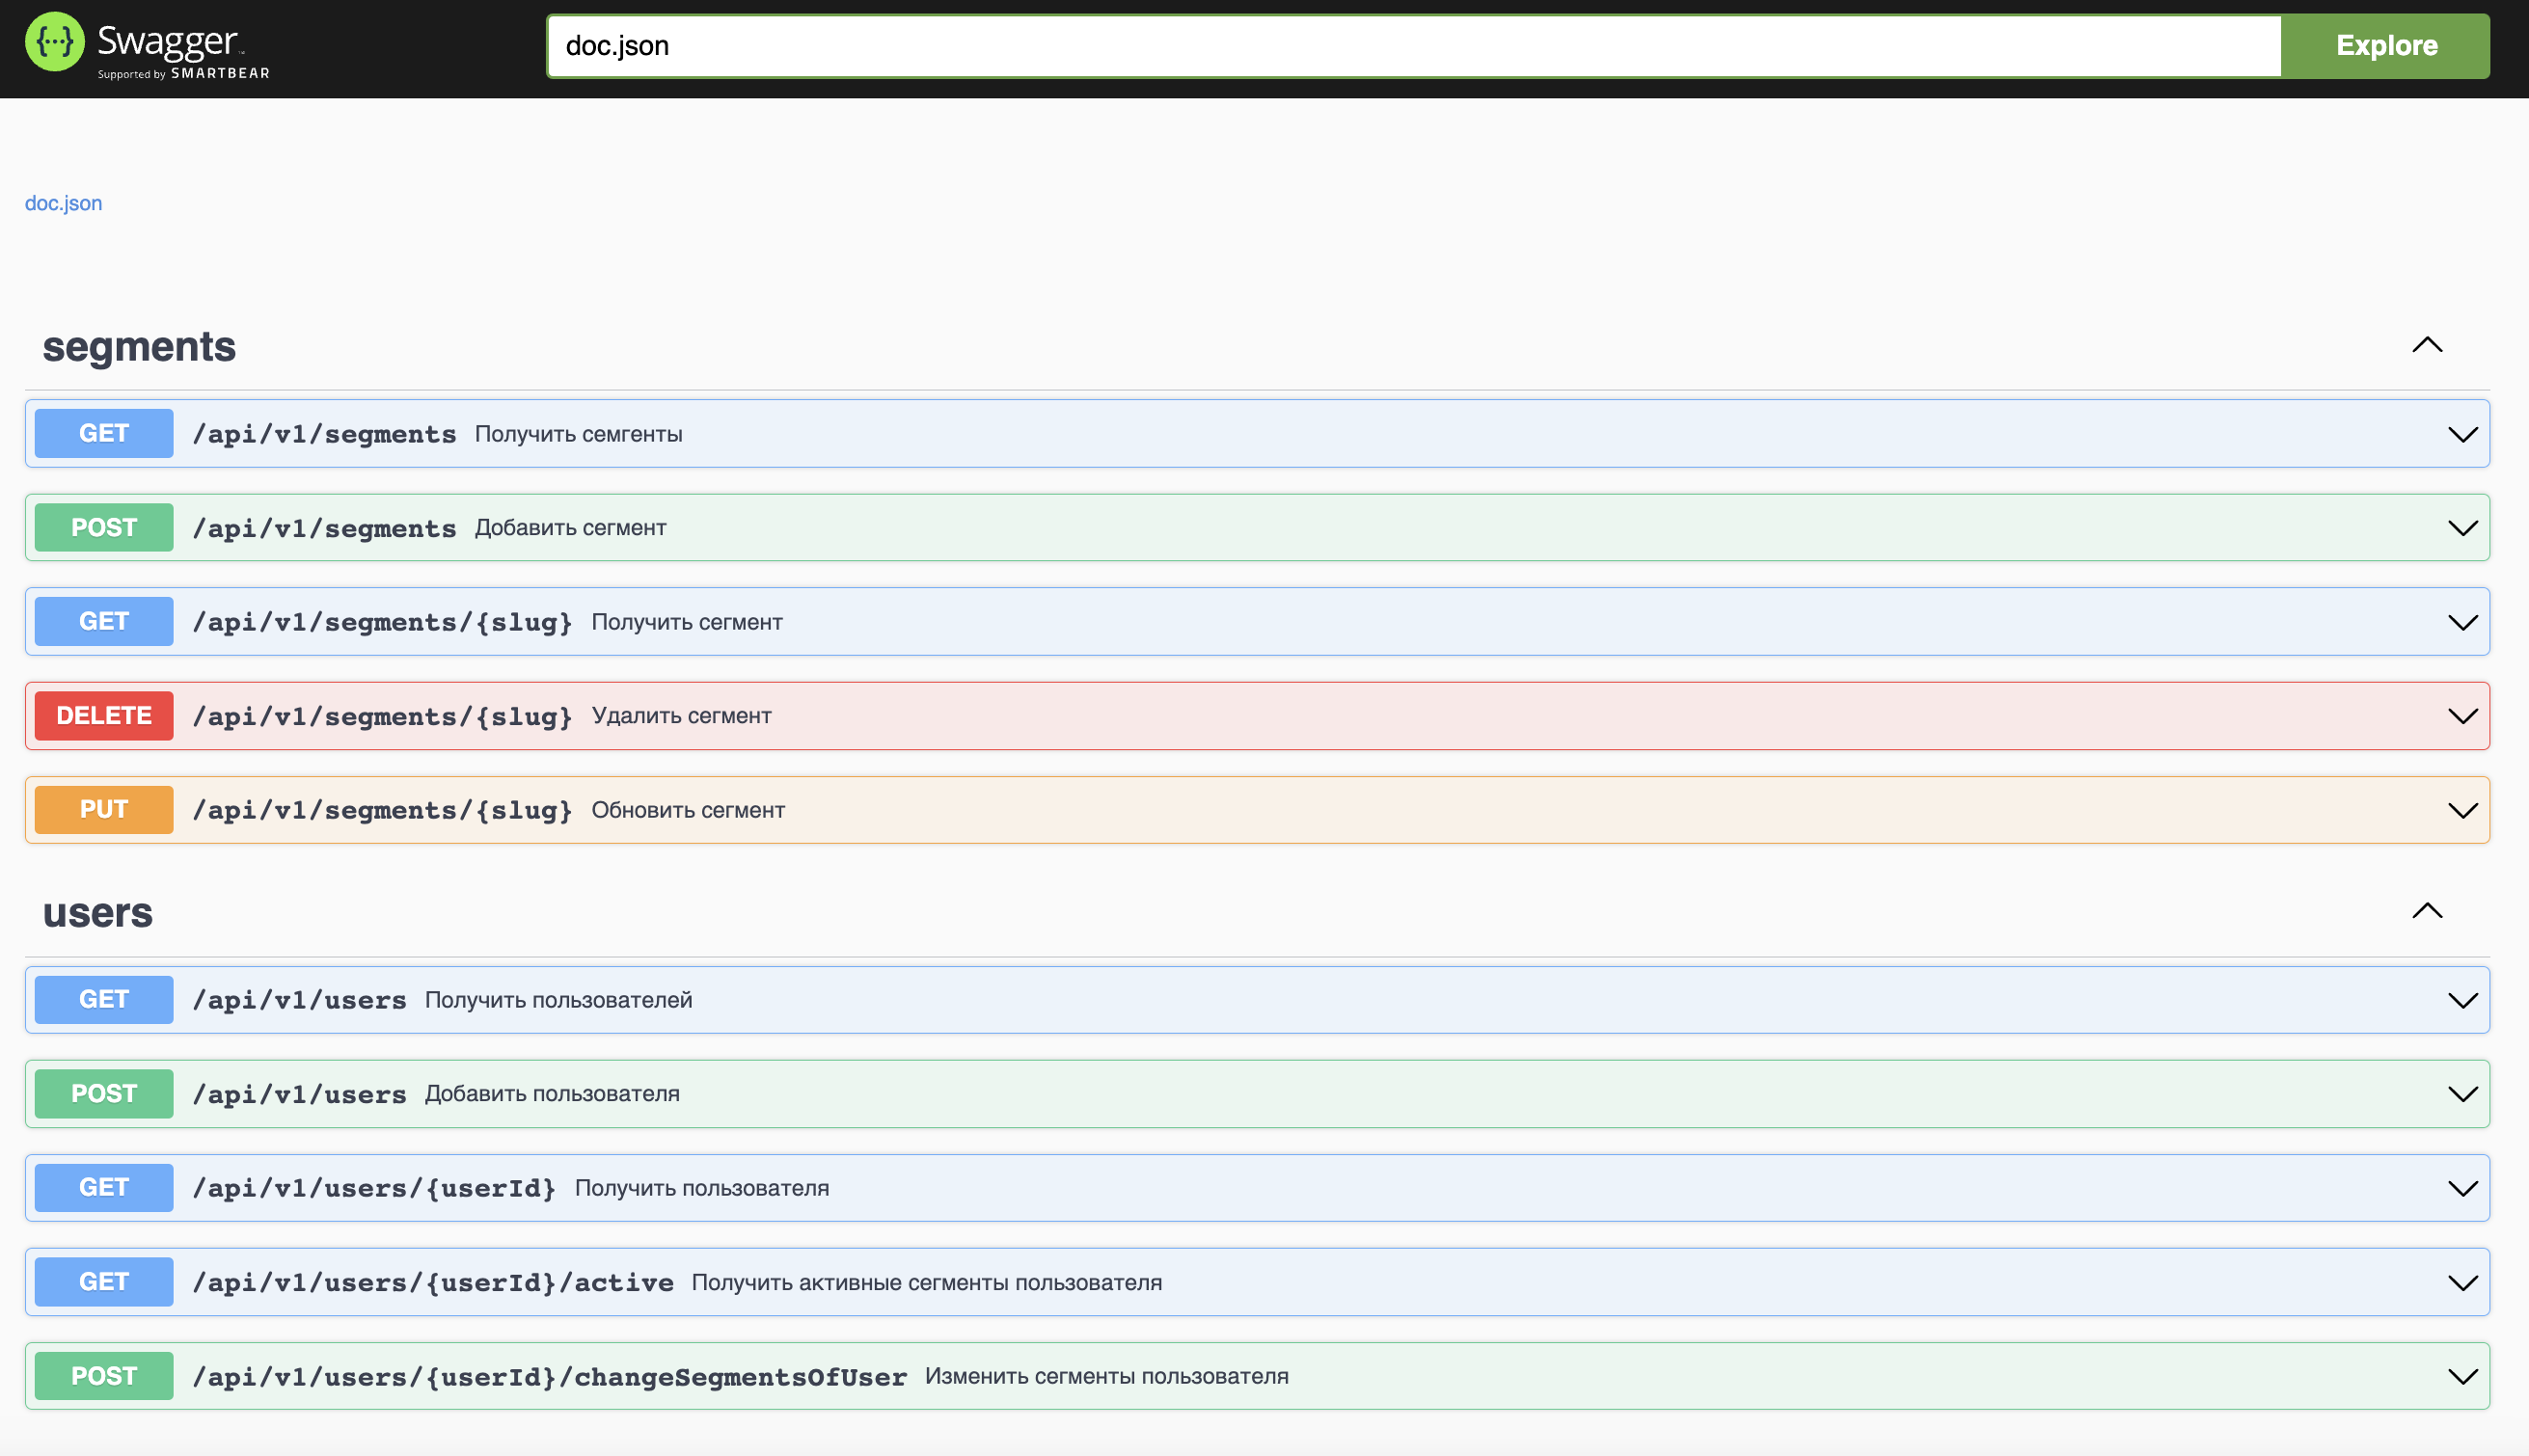 Swagger™
Supported by SMARTBEAR
doc.json
Explore
doc.json
segments
GET /api/v1/segments Получить семгенты
POST /api/v1/segments Добавить сегмент
GET /api/v1/segments/{slug} Получить сегмент
DELETE /api/v1/segments/{slug} Удалить сегмент
PUT /api/v1/segments/{slug} Обновить сегмент
users
GET /api/v1/users Получить пользователей
POST /api/v1/users Добавить пользователя
GET /api/v1/users/{userId} Получить пользователя
GET /api/v1/users/{userId}/active Получить активные сегменты пользователя
POST /api/v1/users/{userId}/changeSegmentsOfUser Изменить сегменты пользователя